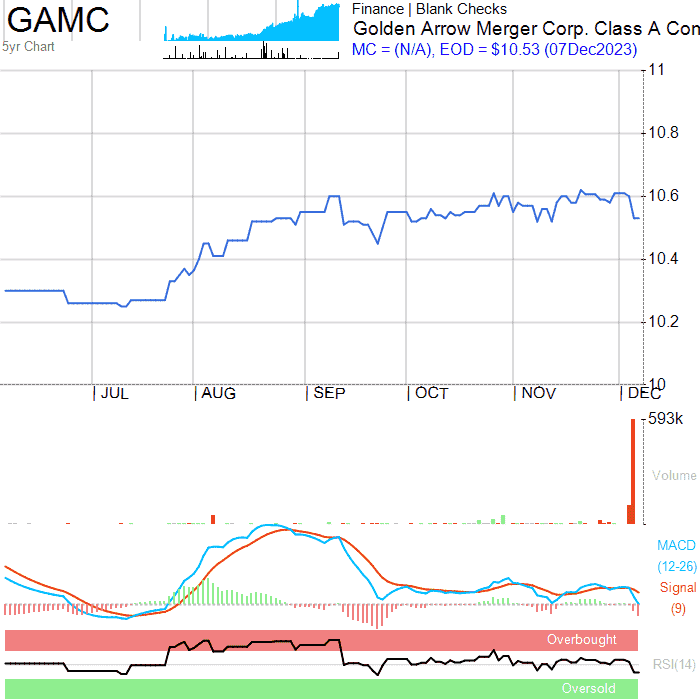 GAMC
5yr Chart
Finance | Blank Checks
Golden Arrow Merger Corp. Class A Con
MC = (N/A), EOD = $10.53 (07Dec2023)
11
10.8
10.6
10.4
10.2
10
JUL
AUG
SEP
OCT
NOV
DEC
593k
Volume
MACD
(12-26)
Signal
(9)
Overbought
RSI(14)
Oversold